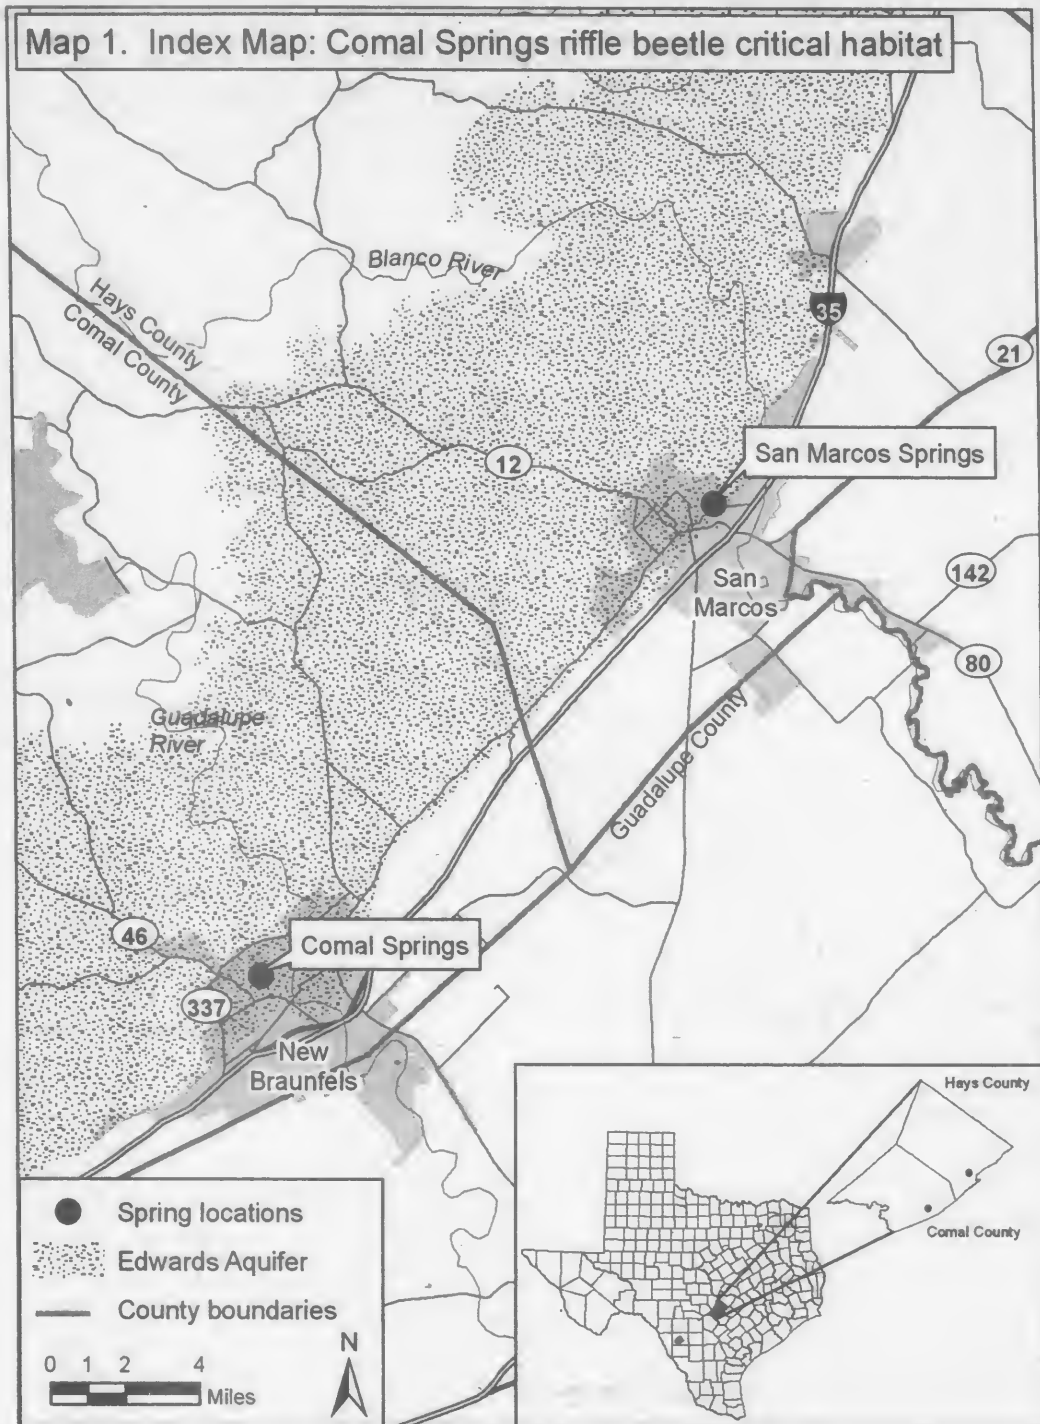 Map 1. Index Map: Comal Springs riffle beetle critical habitat
Blanco River
Hays County
Comal County
35
21
San Marcos Springs
12
San
Marcos
142
80
Guadalupe
River
Guadalupe County
46
Comal Springs
337
New
Braunfels
Hays County
Comal County
Spring locations
Edwards Aquifer
County boundaries
N
0 1 2 4
Miles